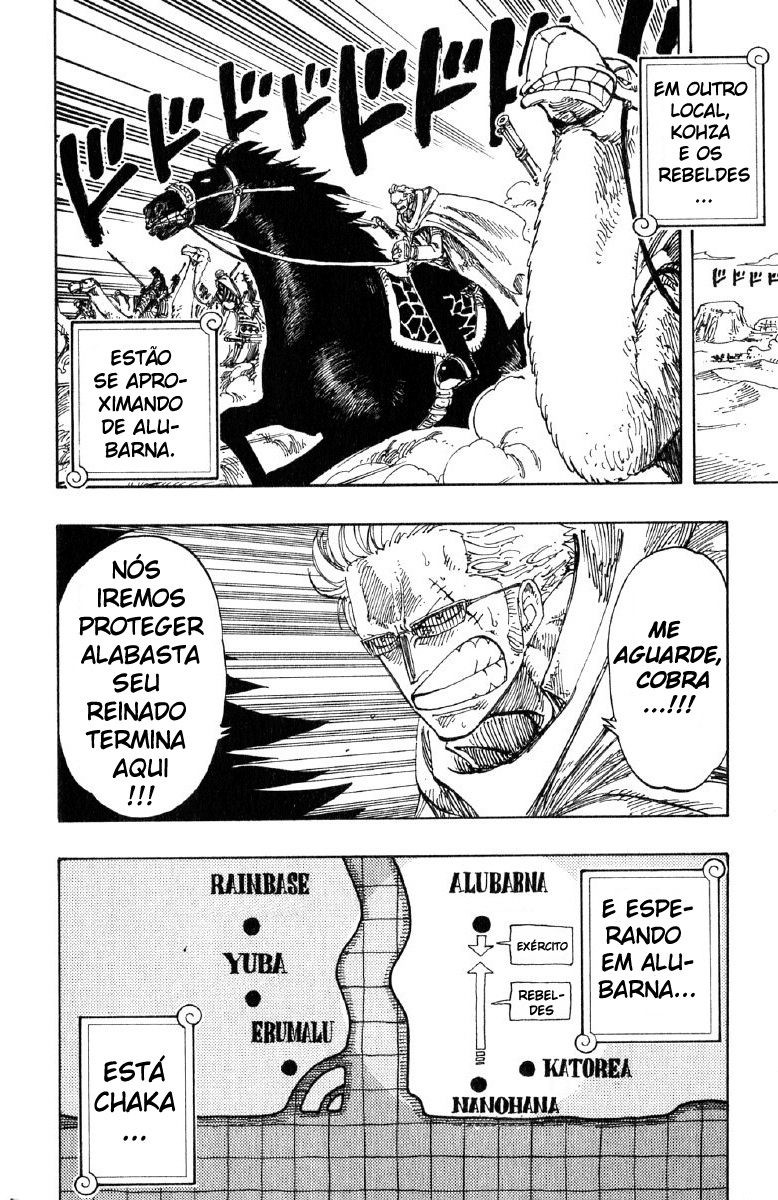 EM OUTRO
LOCAL,
KOHZA
E OS
REBELDES
...
ドドドドドドド
ドドドド
ESTÃO
SE APRO-
XIMANDO
DE ALU-
BARNA.
ME
AGUARDE,
COBRA
...!!!
NÓS
IREMOS
PROTEGER
ALABASTA
SEU
REINADO
TERMINA
AQUI
!!!
RAINBASE
ALUBARNA
E ESPE-
RANDO
EM ALU-
BARNA...
EXÉRCITO
YUBA
REBEL-
DES
ERUMALU
KATOREA
NANOHANA
ESTÁ
CHAKA
...